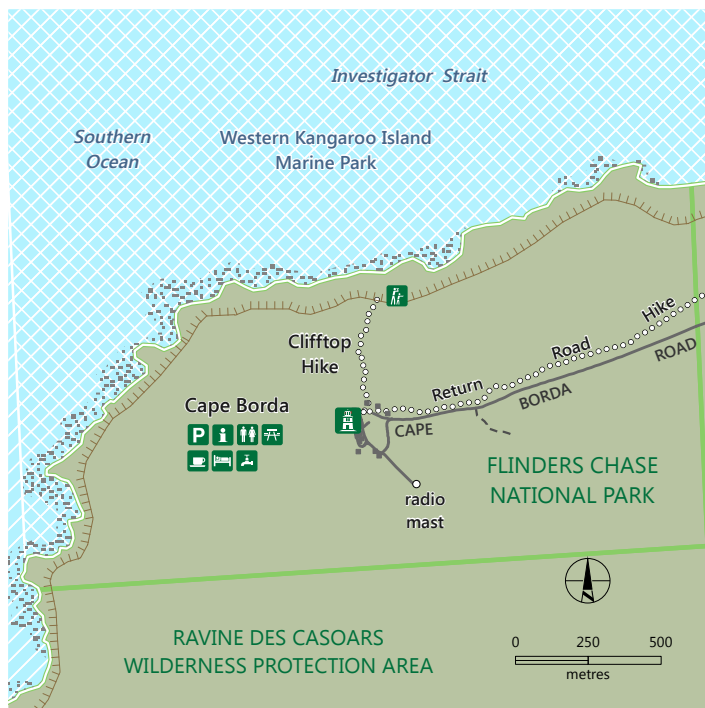 Investigator Strait
Southern
Ocean
Western Kangaroo Island
Marine Park
Clifftop
Hike
Return Road Hike
CAPE BORDA ROAD
Cape Borda
P i
radio
mast
FLINDERS CHASE
NATIONAL PARK
RAVINE DES CASOARS
WILDERNESS PROTECTION AREA
0 250 500
metres